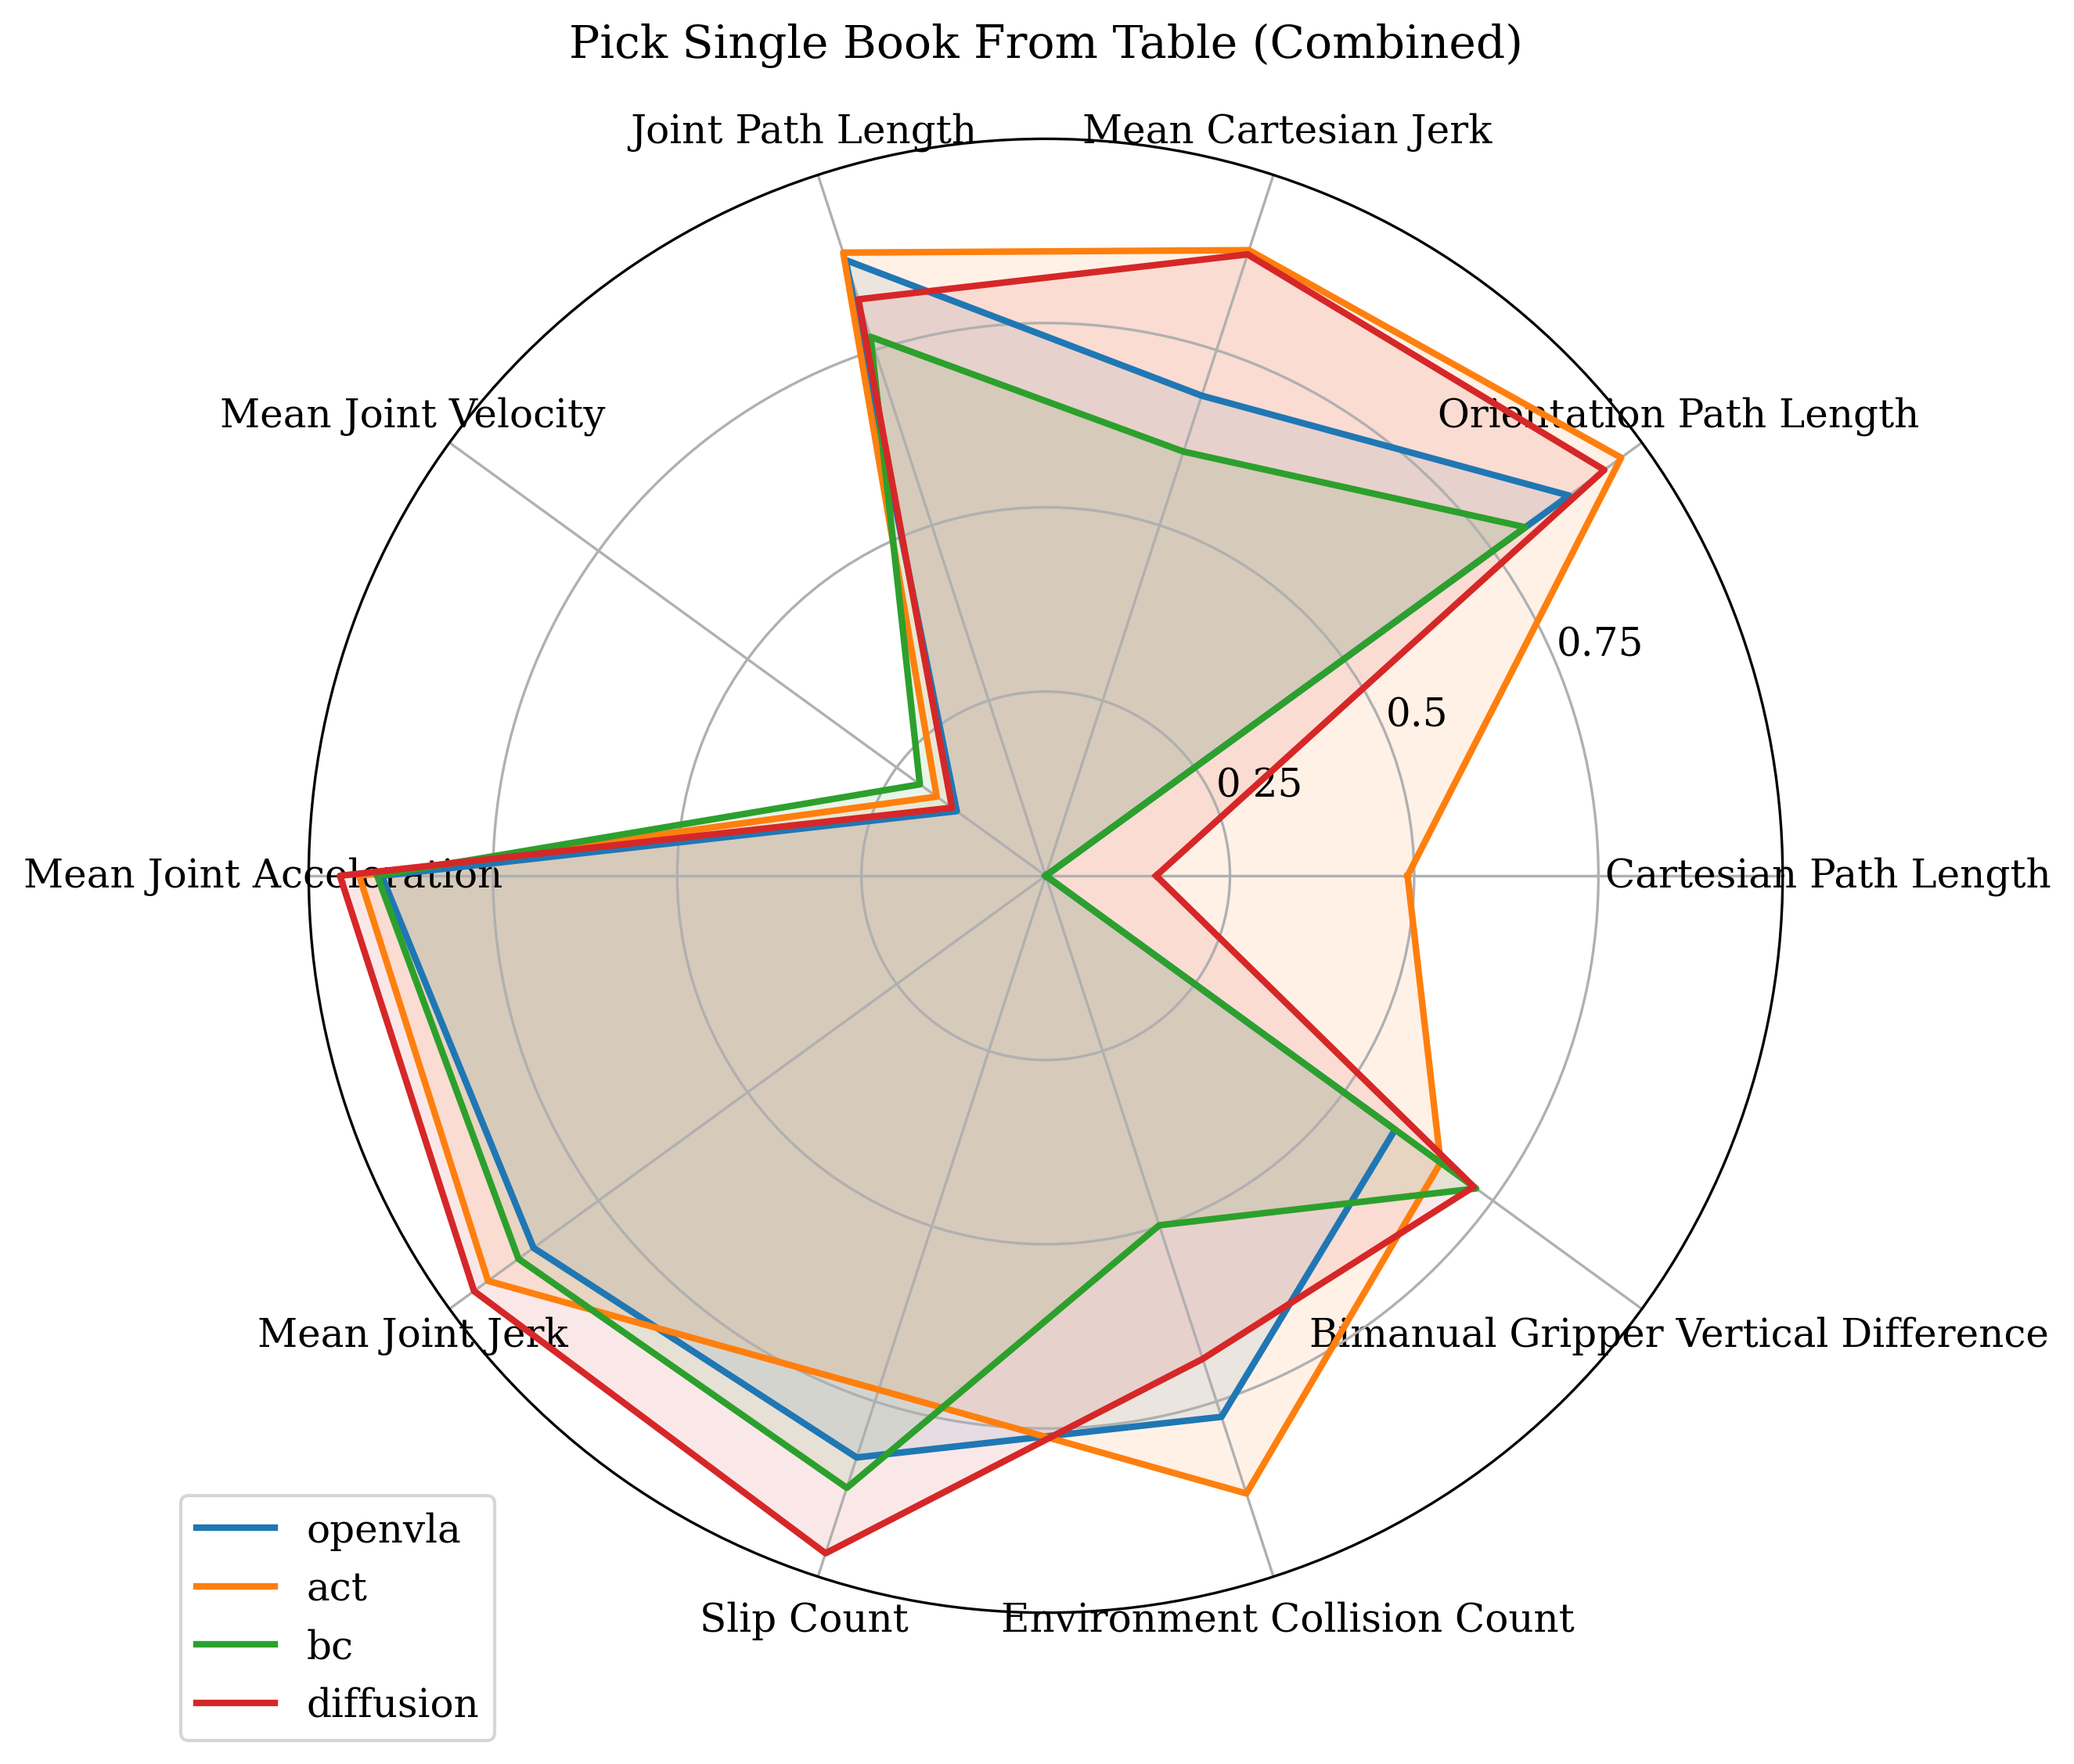 Pick Single Book From Table (Combined)
Joint Path Length
Mean Cartesian Jerk
Mean Joint Velocity
Orientation Path Length
0.75
0.5
0.25
Mean Joint Acceleration
Cartesian Path Length
Mean Joint Jerk
Bimanual Gripper Vertical Difference
Slip Count
Environment Collision Count
openvla
act
bc
diffusion